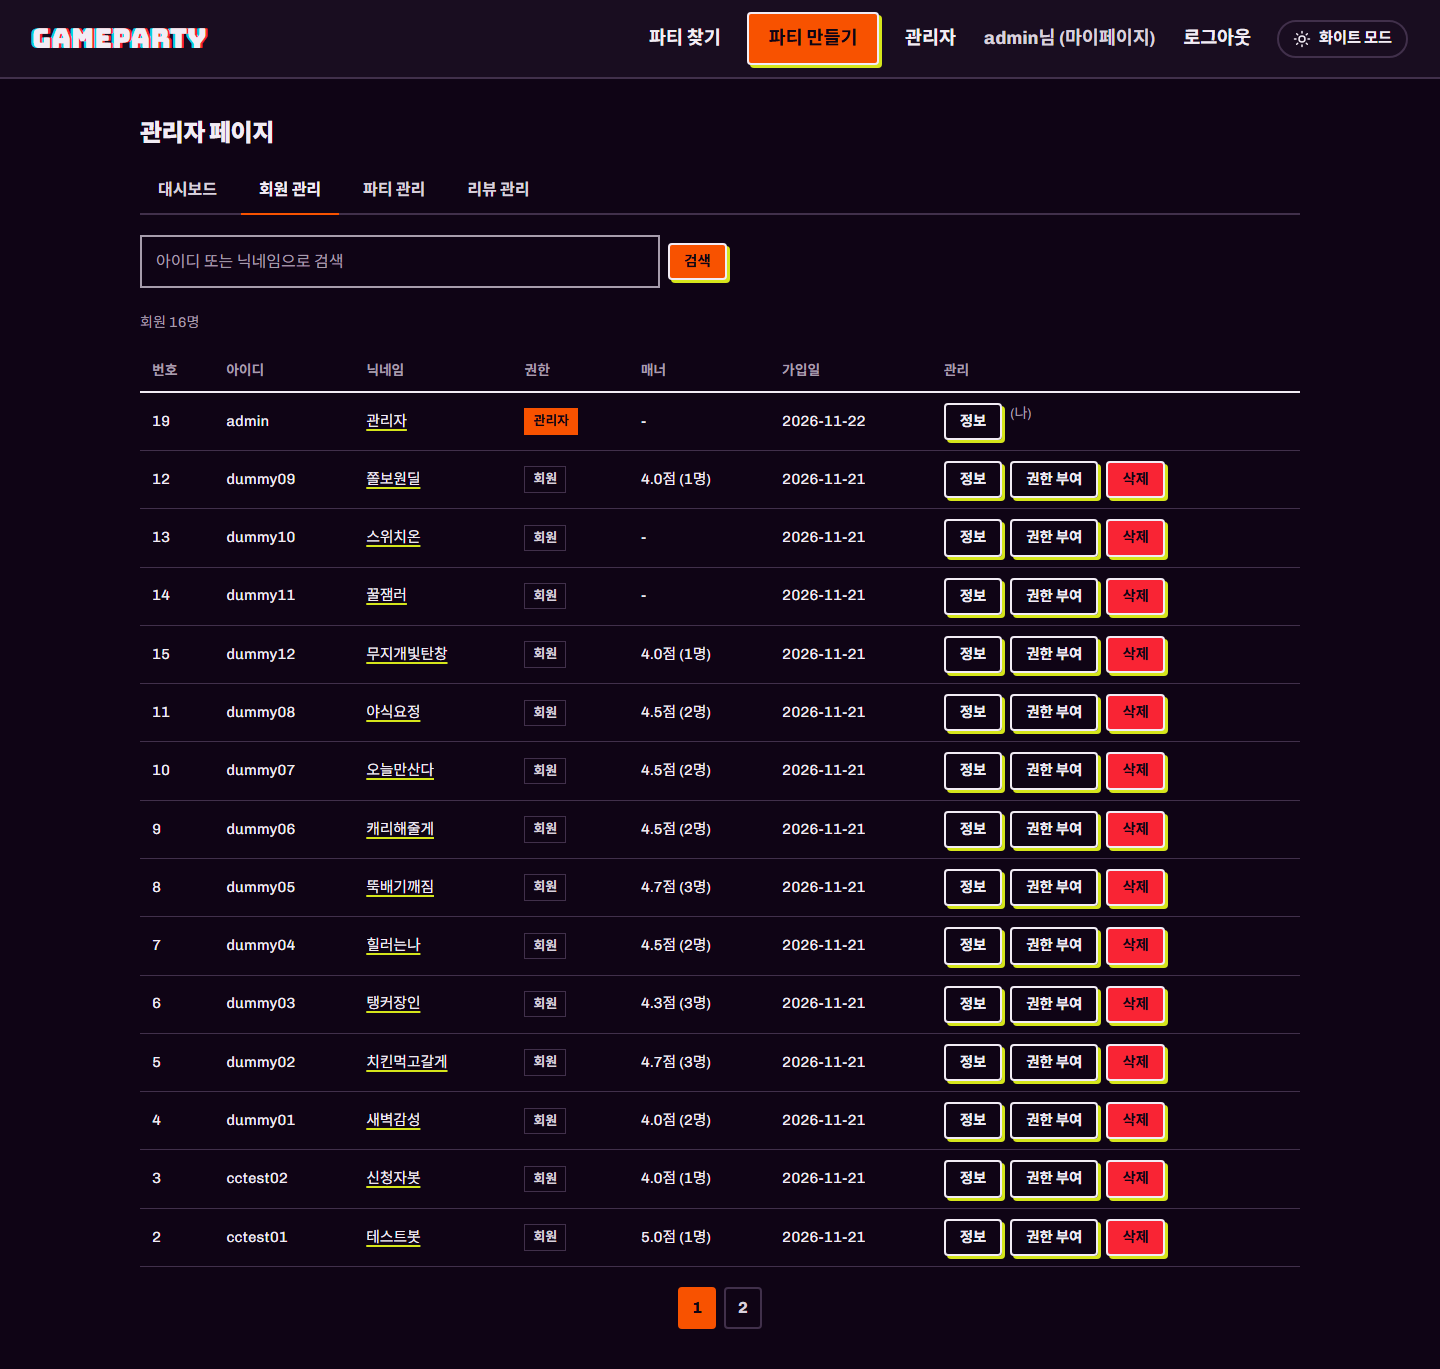 GAMEPARTY
파티 찾기 파티 만들기 관리자 admin님 (마이페이지) 로그아웃 화이트 모드
관리자 페이지
대시보드 회원 관리 파티 관리 리뷰 관리
아이디 또는 닉네임으로 검색 검색
회원 16명
번호 아이디 닉네임 권한 매너 가입일 관리
19 admin 관리자 관리자 - 2026-11-22 정보 (나)
12 dummy09 쫄보원딜 회원 4.0점 (1명) 2026-11-21 정보 권한 부여 삭제
13 dummy10 스위치온 회원 - 2026-11-21 정보 권한 부여 삭제
14 dummy11 꿀잼러 회원 - 2026-11-21 정보 권한 부여 삭제
15 dummy12 무지개빛탄창 회원 4.0점 (1명) 2026-11-21 정보 권한 부여 삭제
11 dummy08 야식요정 회원 4.5점 (2명) 2026-11-21 정보 권한 부여 삭제
10 dummy07 오늘만산다 회원 4.5점 (2명) 2026-11-21 정보 권한 부여 삭제
9 dummy06 캐리해줄게 회원 4.5점 (2명) 2026-11-21 정보 권한 부여 삭제
8 dummy05 뚝배기깨짐 회원 4.7점 (3명) 2026-11-21 정보 권한 부여 삭제
7 dummy04 힐러는나 회원 4.5점 (2명) 2026-11-21 정보 권한 부여 삭제
6 dummy03 탱커장인 회원 4.3점 (3명) 2026-11-21 정보 권한 부여 삭제
5 dummy02 치킨먹고갈게 회원 4.7점 (3명) 2026-11-21 정보 권한 부여 삭제
4 dummy01 새벽감성 회원 4.0점 (2명) 2026-11-21 정보 권한 부여 삭제
3 cctest02 신청자봇 회원 4.0점 (1명) 2026-11-21 정보 권한 부여 삭제
2 cctest01 테스트봇 회원 5.0점 (1명) 2026-11-21 정보 권한 부여 삭제
1 2